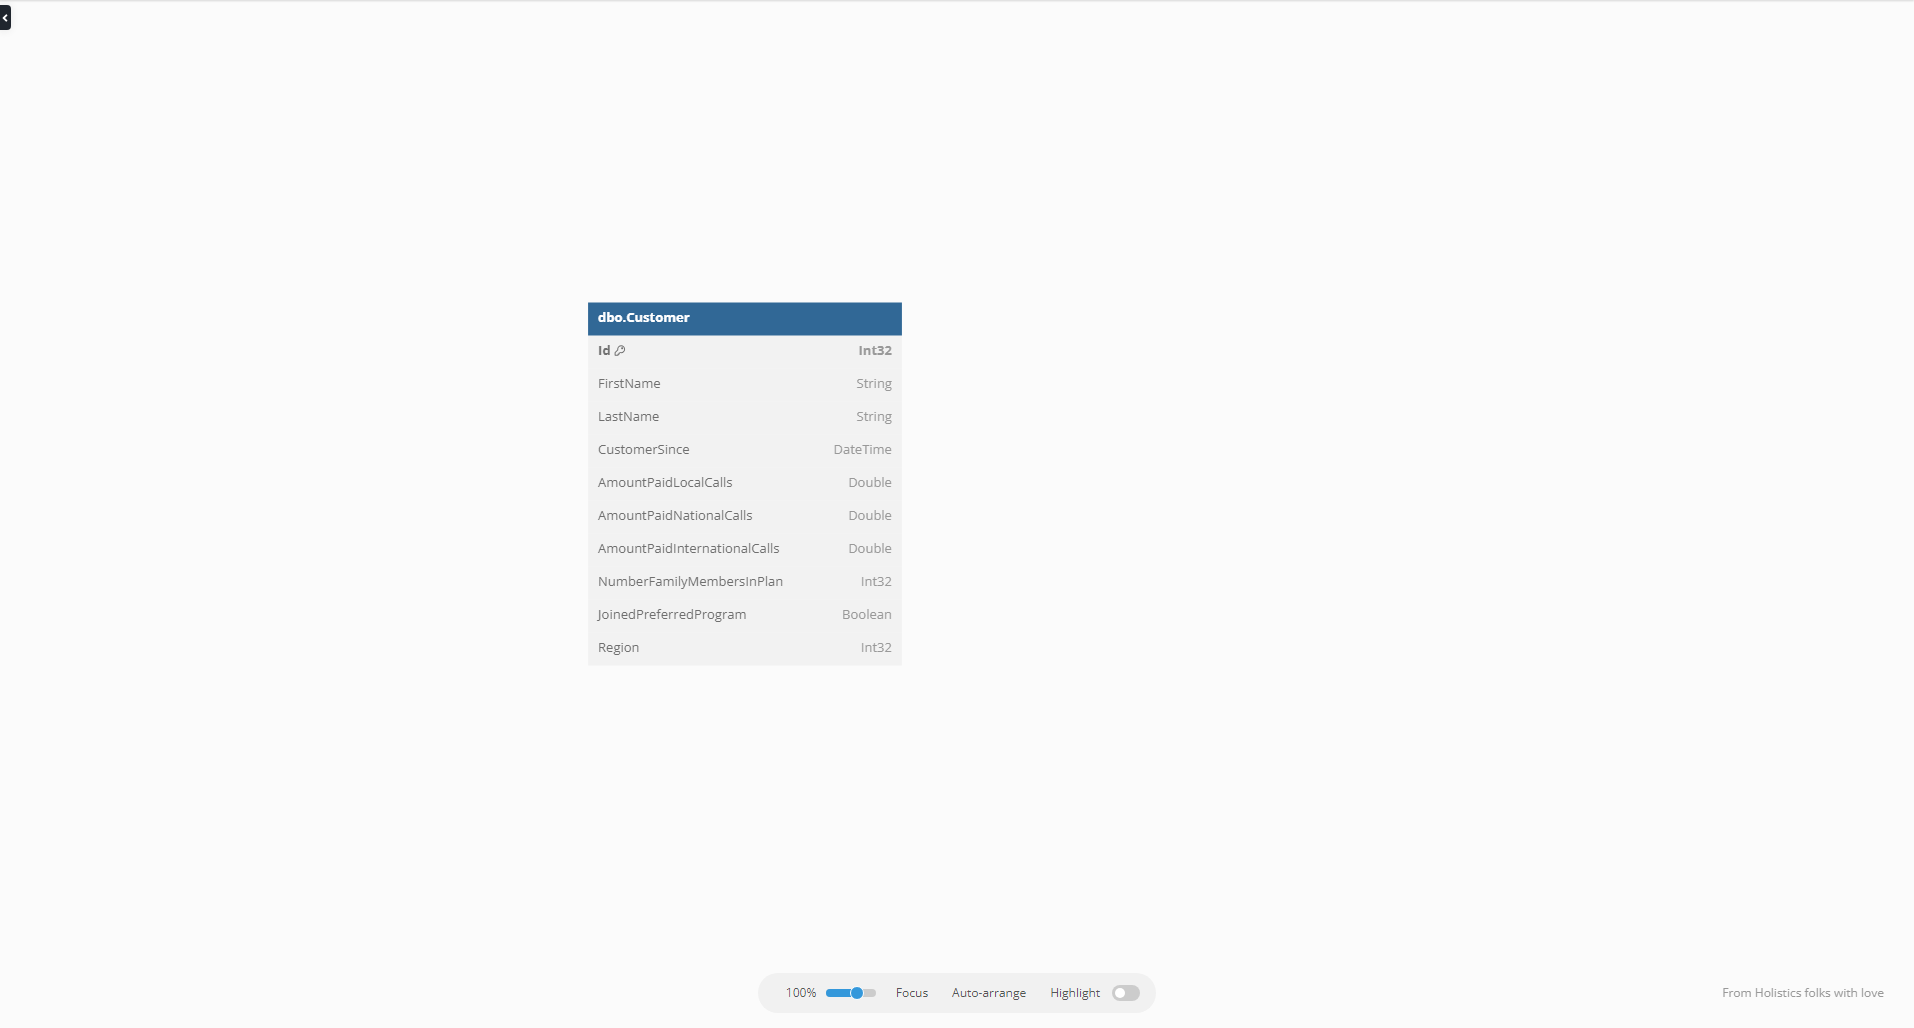 dbo.Customer
Id Int32
FirstName String
LastName String
CustomerSince DateTime
AmountPaidLocalCalls Double
AmountPaidNationalCalls Double
AmountPaidInternationalCalls Double
NumberFamilyMembersInPlan Int32
JoinedPreferredProgram Boolean
Region Int32
100% Focus Auto-arrange Highlight
From Holistics folks with love